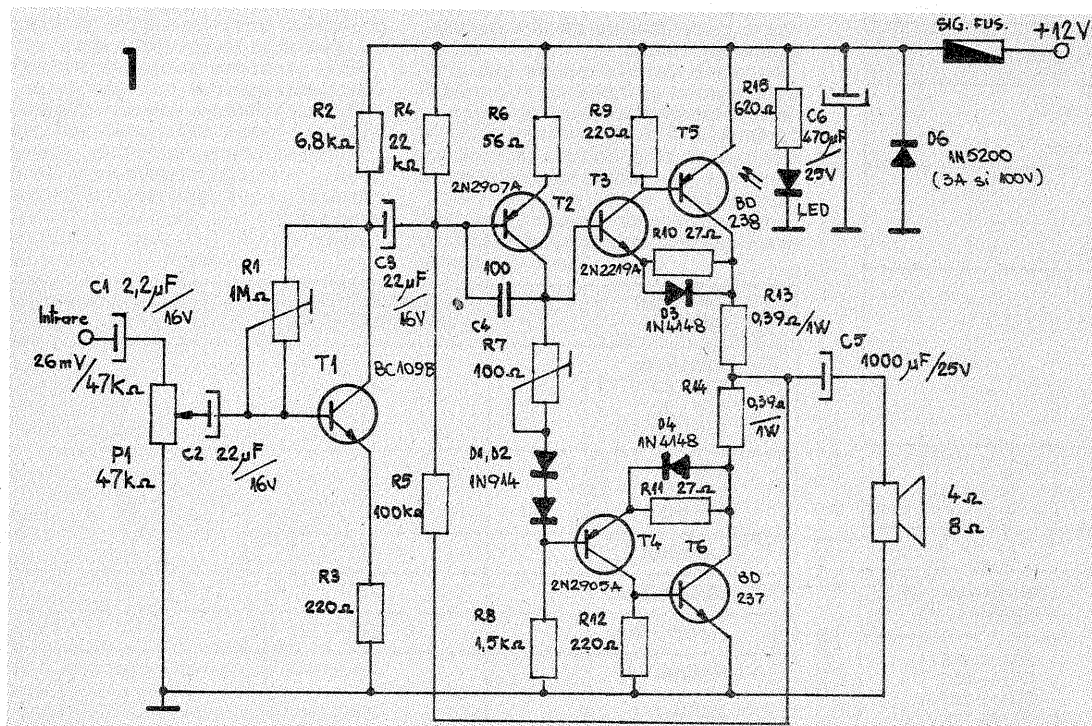 1
SIG. FUS.
+12V
R2
6,8kΩ
R4
22
kΩ
R6
56Ω
R9
220Ω
T5
R15
620Ω
C6
470µF
25V
D6
1N5200
(3A si 100V)
2N2907A
T2
T3
BD
238
LED
R10
27Ω
C3
22µF
16V
100
C4
2N2219A
D3
1N4148
R13
0,39Ω/1W
R1
1MΩ
C1 2,2µF
16V
Intrare
26mV
47kΩ
T1
BC109B
R7
100Ω
C5
1000µF/25V
R14
0,39Ω
1W
D4
1N4148
P1
47kΩ
C2
22µF
16V
R5
100kΩ
D1,D2
1N914
R11
27Ω
4Ω
8Ω
T4
T6
2N2905A
BD
237
R3
220Ω
R8
1,5kΩ
R12
220Ω